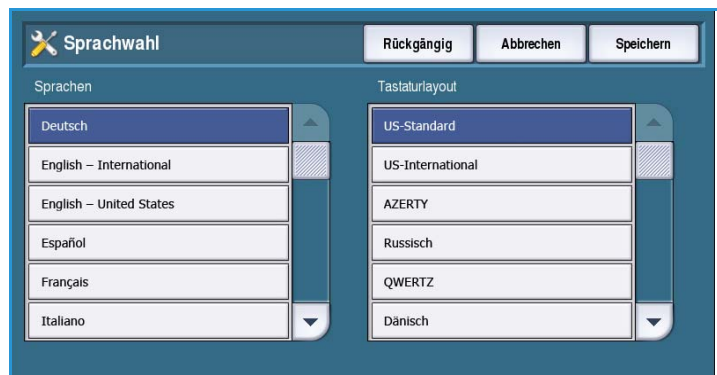 Sprachwahl
Rückgängig
Abbrechen
Speichern
Sprachen
Deutsch
English – International
English – United States
Español
Français
Italiano
Tastaturlayout
US-Standard
US-International
AZERTY
Russisch
QWERTZ
Dänisch